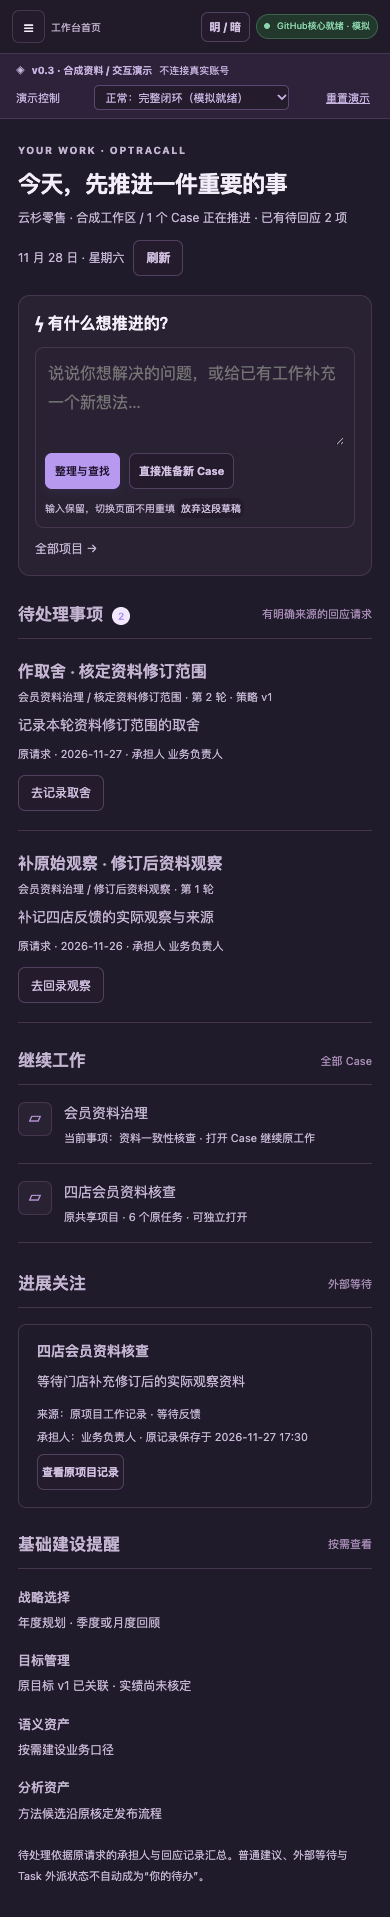 工作台首页
明 / 暗
GitHub核心就绪 · 模拟
v0.3 · 合成资料 / 交互演示 不连接真实账号
演示控制
正常：完整闭环（模拟就绪）
重置演示
YOUR WORK · OPTRACALL
今天，先推进一件重要的事
云杉零售 · 合成工作区 / 1 个 Case 正在推进 · 已有待回应 2 项
11 月 28 日 · 星期六
刷新
有什么想推进的？
说说你想解决的问题，或给已有工作补充
一个新想法...
整理与查找
直接准备新 Case
输入保留，切换页面不用重填 放弃这段草稿
全部项目 →
待处理事项 2
有明确来源的回应请求
作取舍 · 核定资料修订范围
会员资料治理 / 核定资料修订范围 · 第 2 轮 · 策略 v1
记录本轮资料修订范围的取舍
原请求 · 2026-11-27 · 承担人 业务负责人
去记录取舍
补原始观察 · 修订后资料观察
会员资料治理 / 修订后资料观察 · 第 1 轮
补记四店反馈的实际观察与来源
原请求 · 2026-11-26 · 承担人 业务负责人
去回录观察
继续工作
全部 Case
会员资料治理
当前事项：资料一致性核查 · 打开 Case 继续原工作
四店会员资料核查
原共享项目 · 6 个原任务 · 可独立打开
进展关注
外部等待
四店会员资料核查
等待门店补充修订后的实际观察资料
来源：原项目工作记录 · 等待反馈
承担人：业务负责人 · 原记录保存于 2026-11-27 17:30
查看原项目记录
基础建设提醒
按需查看
战略选择
年度规划 · 季度或月度回顾
目标管理
原目标 v1 已关联 · 实绩尚未核定
语义资产
按需建设业务口径
分析资产
方法候选沿原核定发布流程
待处理依据原请求的承担人与回应记录汇总。普通建议、外部等待与
Task 外派状态不自动成为“你的待办”。